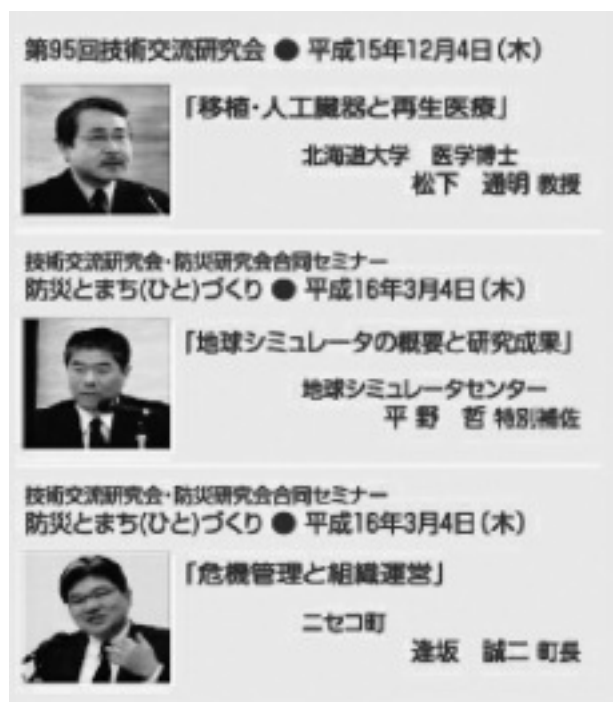 第95回技術交流研究会 ● 平成15年12月4日(木)
「移植・人工臓器と再生医療」
北海道大学　医学博士
松下　通明 教授
技術交流研究会・防災研究会合同セミナー
防災とまち(ひと)づくり ● 平成16年3月4日(木)
「地球シミュレータの概要と研究成果」
地球シミュレータセンター
平 野　哲 特別補佐
技術交流研究会・防災研究会合同セミナー
防災とまち(ひと)づくり ● 平成16年3月4日(木)
「危機管理と組織運営」
ニセコ町
逢坂　誠二 町長